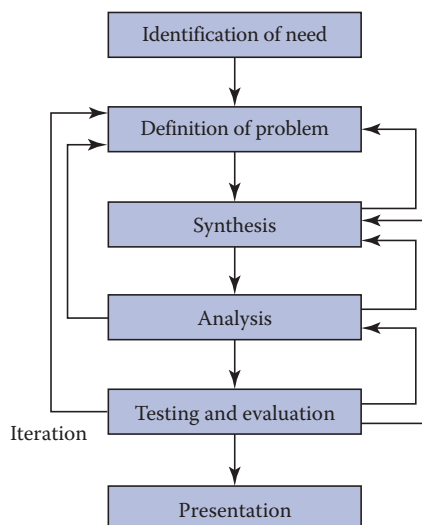 Identification of need
Definition of problem
Synthesis
Analysis
Testing and evaluation
Iteration
Presentation